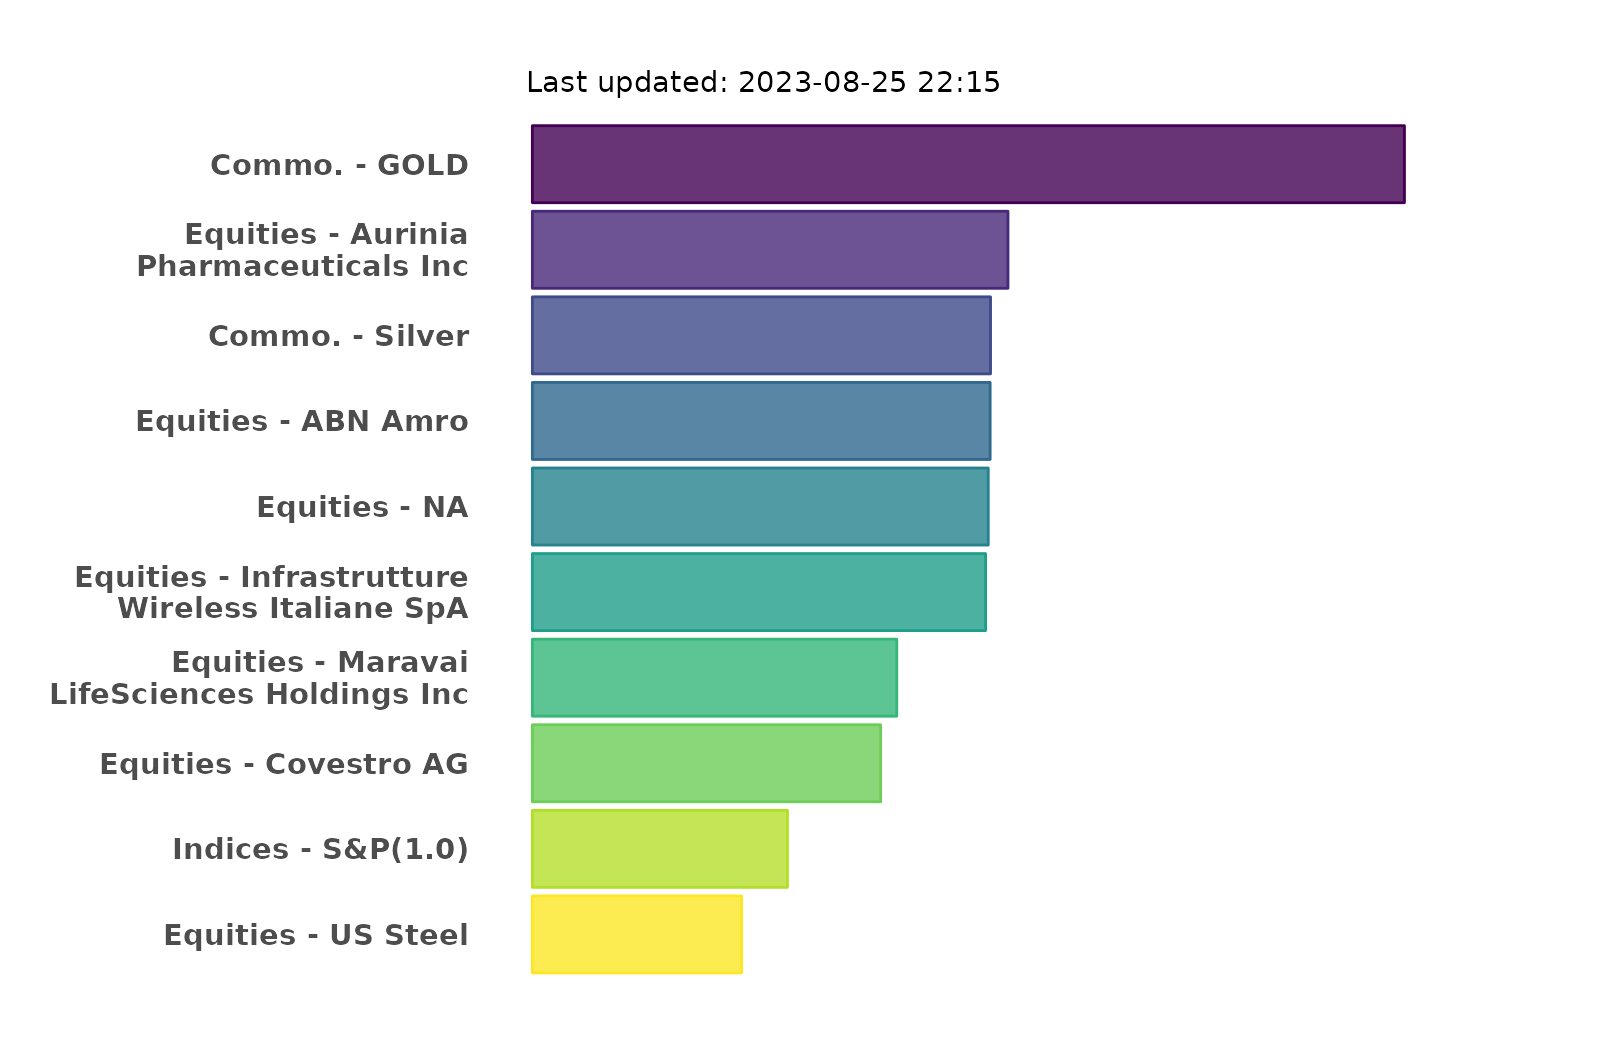 Last updated: 2023-08-25 22:15
Commo. - GOLD
Equities - Aurinia
Pharmaceuticals Inc
Commo. - Silver
Equities - ABN Amro
Equities - NA
Equities - Infrastrutture
Wireless Italiane SpA
Equities - Maravai
LifeSciences Holdings Inc
Equities - Covestro AG
Indices - S&P(1.0)
Equities - US Steel